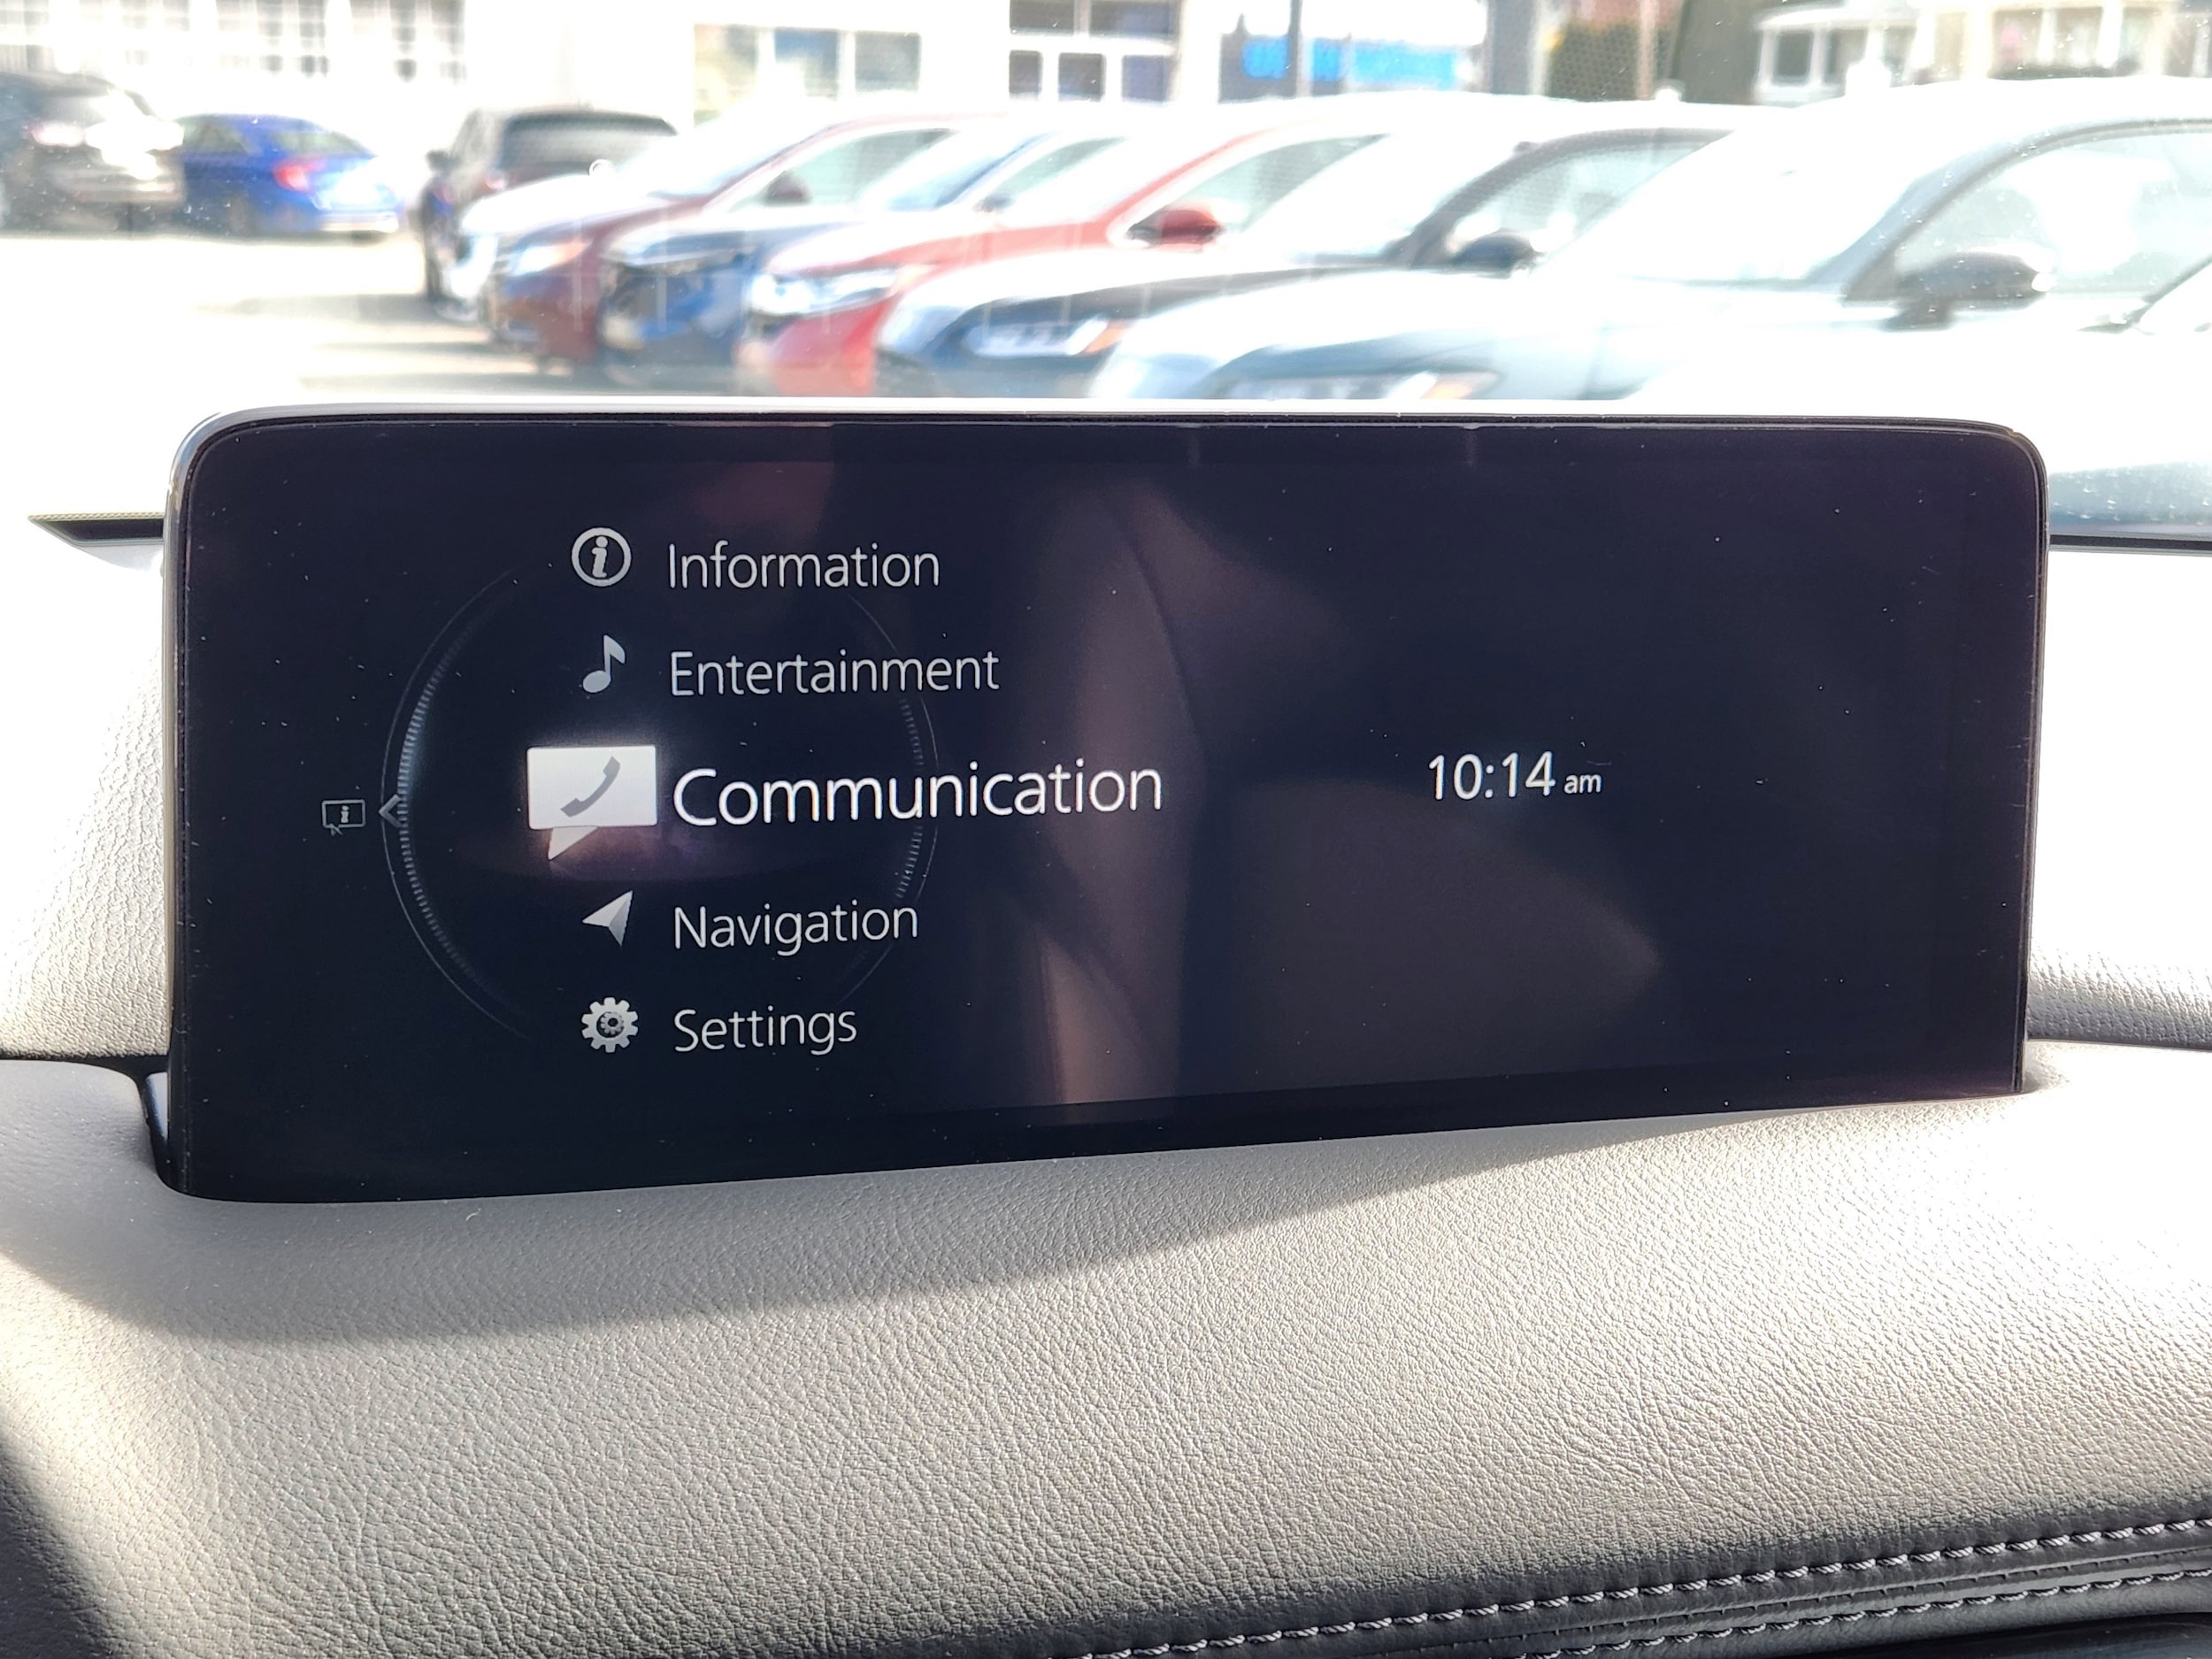 Information
Entertainment
Communication
10:14 am
Navigation
Settings